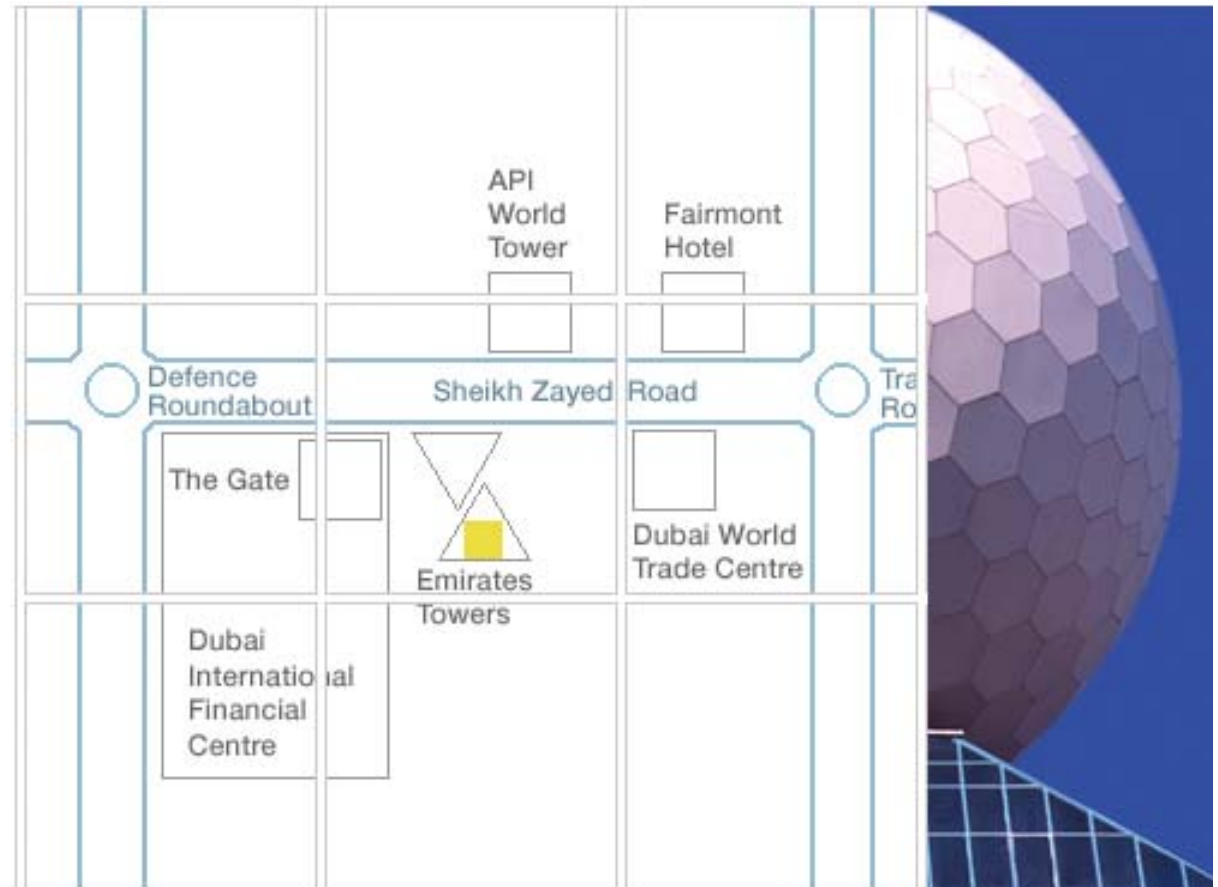 API
World
Tower
Fairmont
Hotel
Defence
Roundabout
Sheikh Zayed Road
The Gate
Dubai World
Trade Centre
Emirates
Towers
Dubai
International
Financial
Centre